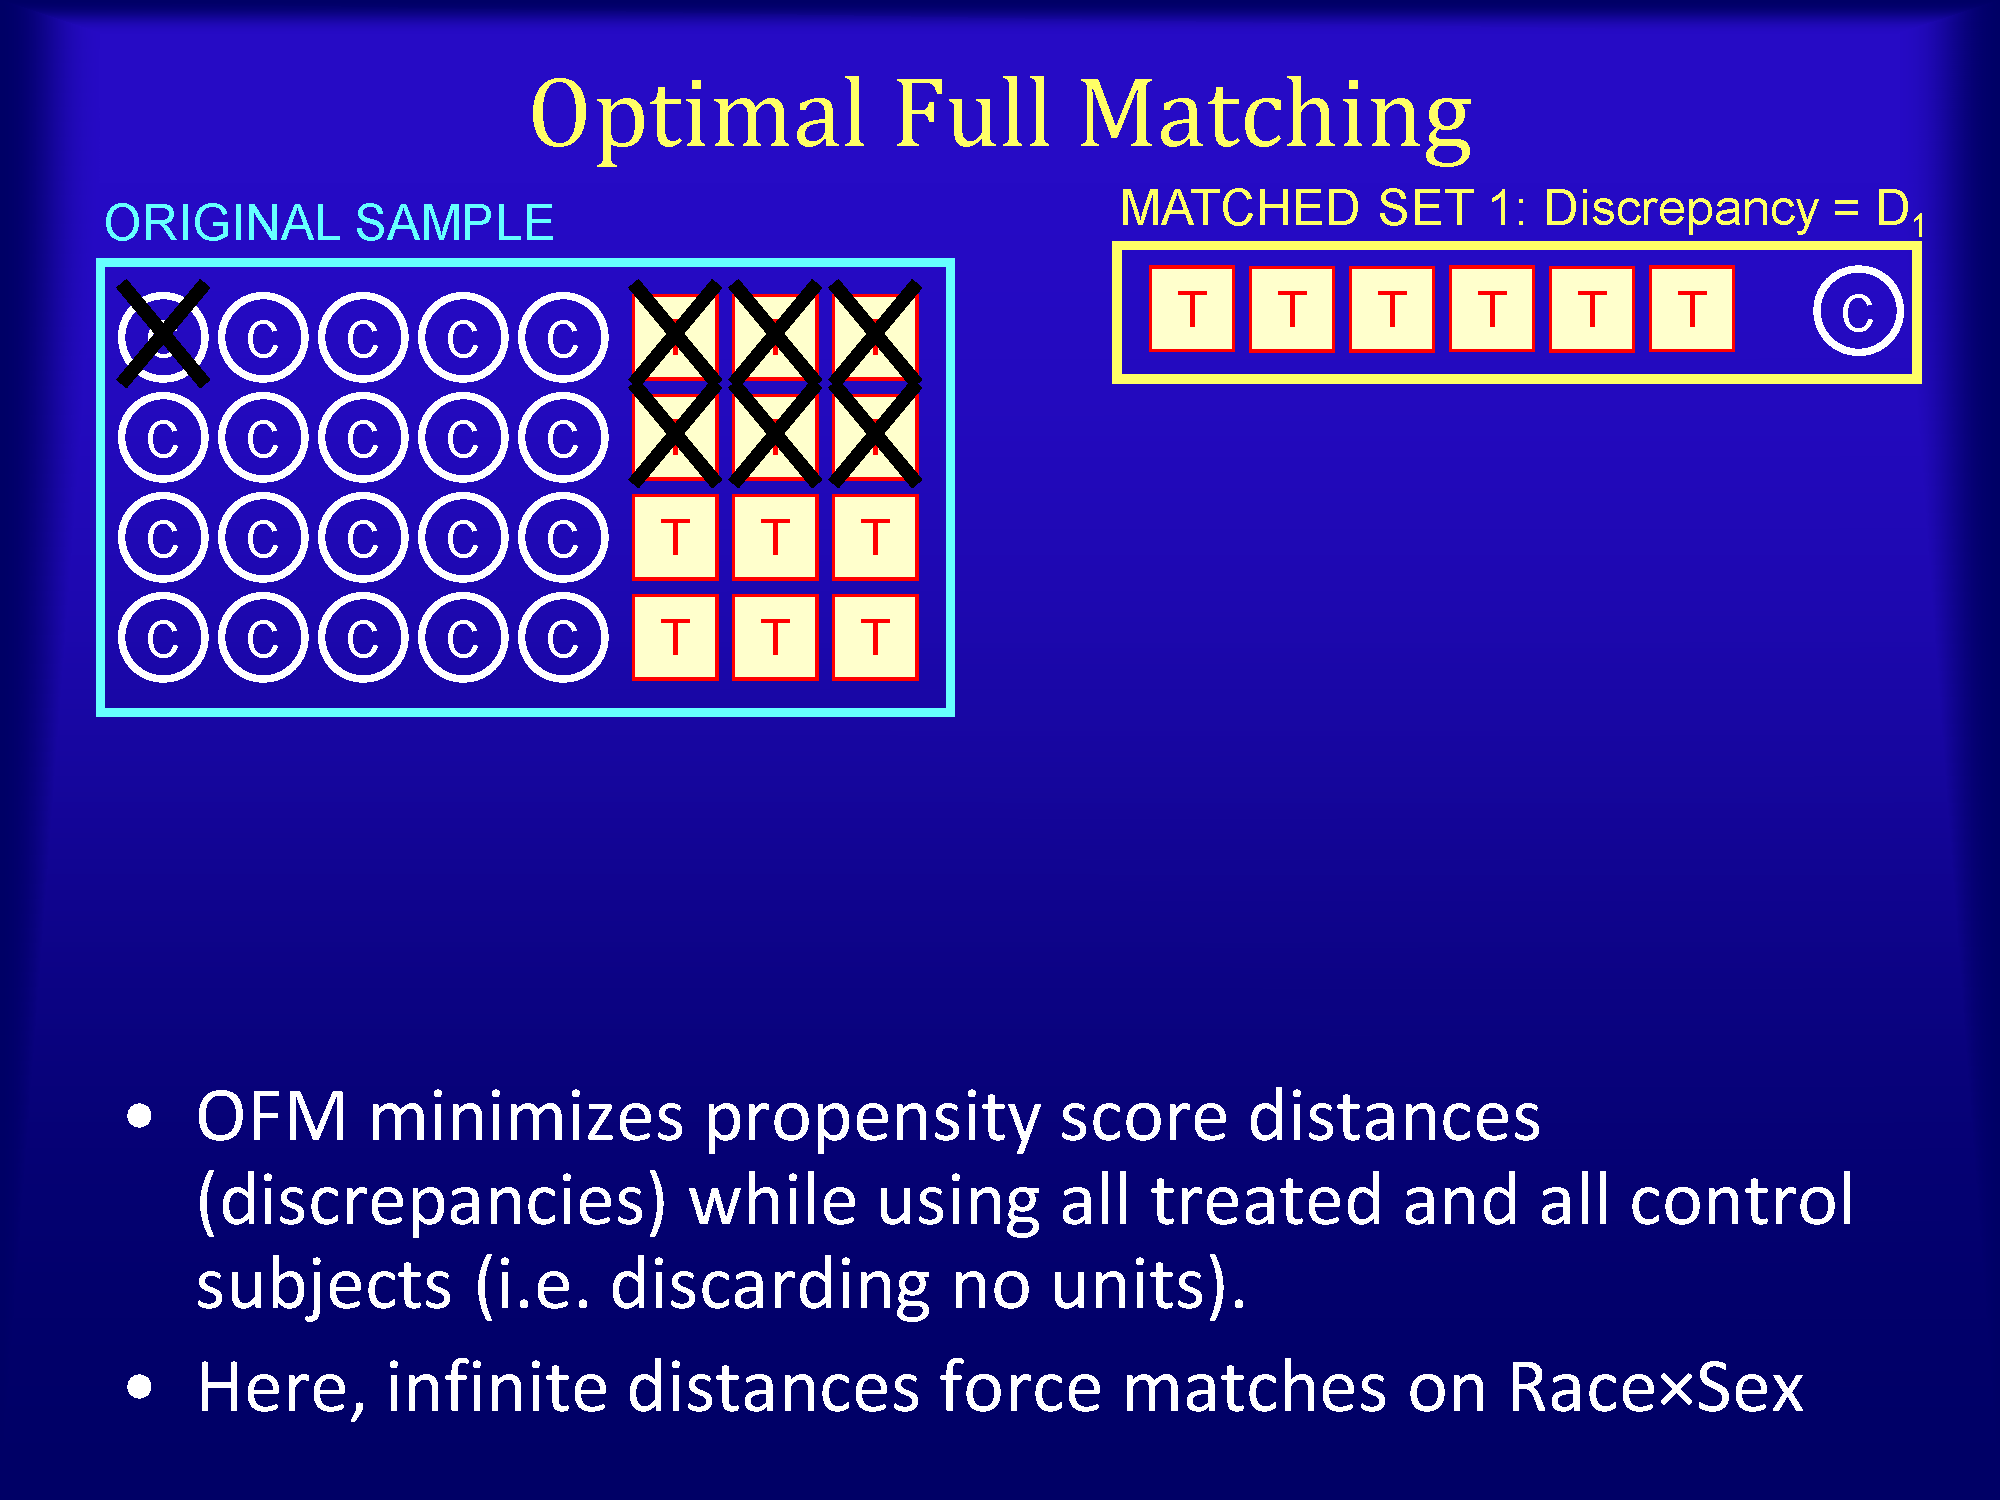 Optimal Full Matching
ORIGINAL SAMPLE
MATCHED SET 1: Discrepancy = D1
T T T T T T C
C C C C
C C C C C
C C C C C T T T
C C C C C T T T
• OFM minimizes propensity score distances
(discrepancies) while using all treated and all control
subjects (i.e. discarding no units).
• Here, infinite distances force matches on Race×Sex